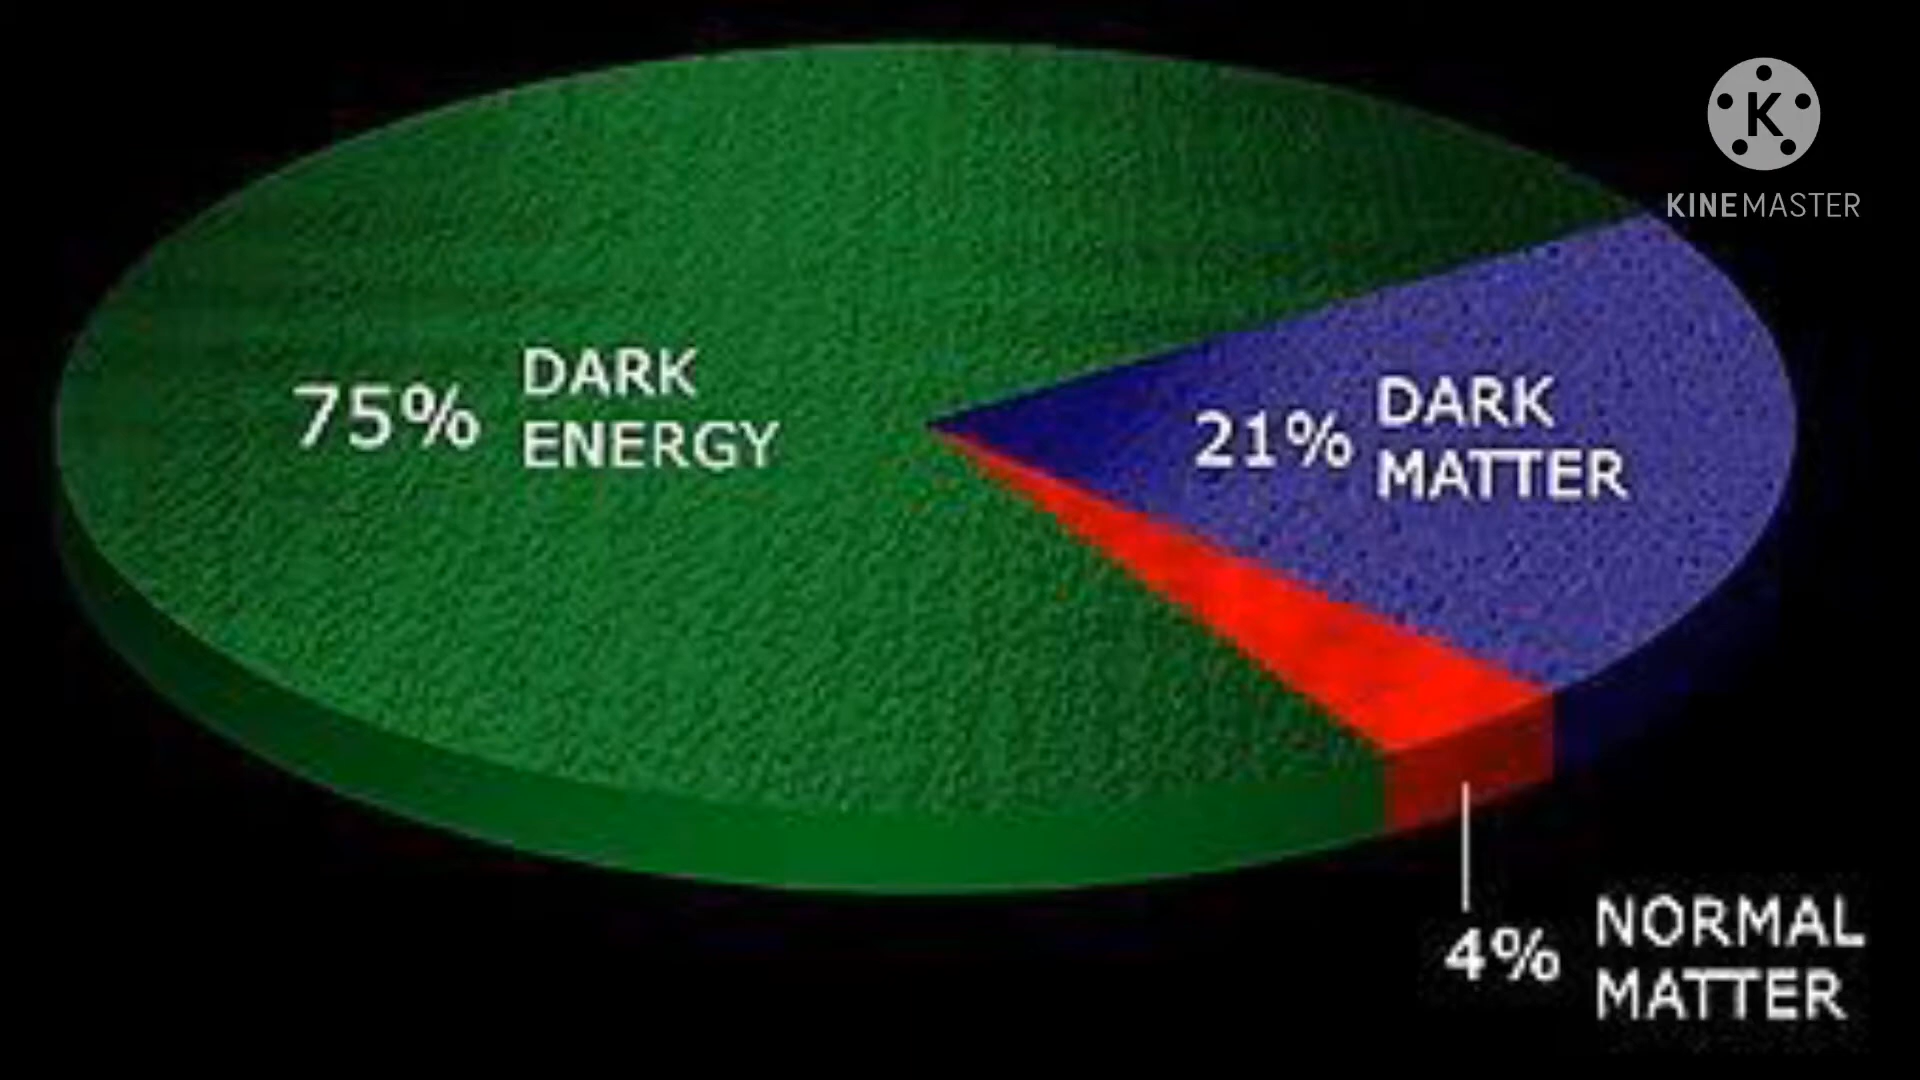 K
KINEMASTER
75% DARK
ENERGY
21% DARK
MATTER
4% NORMAL
MATTER